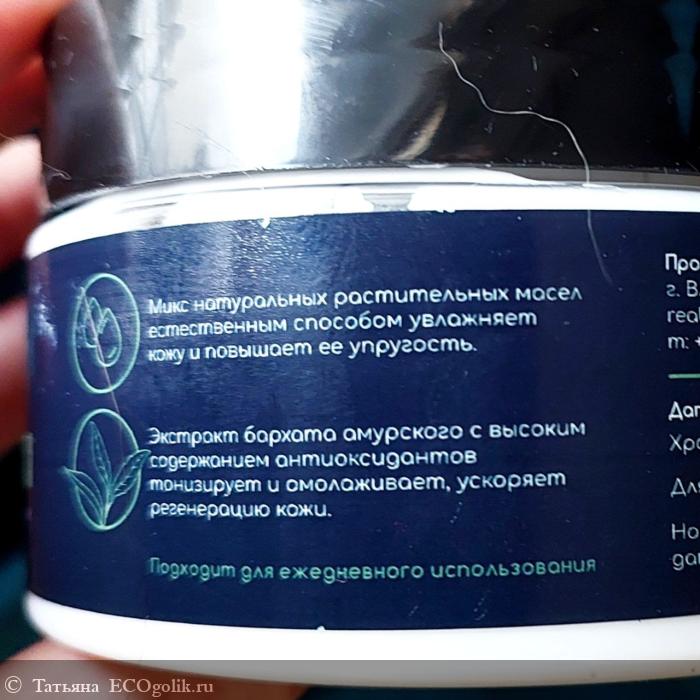 Микс натуральных растительных масел
естественным способом увлажняет
кожу и повышает ее упругость.
Экстракт бархата амурского с высоким
содержанием антиоксидантов
тонизирует и омолаживает, ускоряет
регенерацию кожи.
Подходит для ежедневного использования
г. В
m: +
© Татьяна ECOgolik.ru